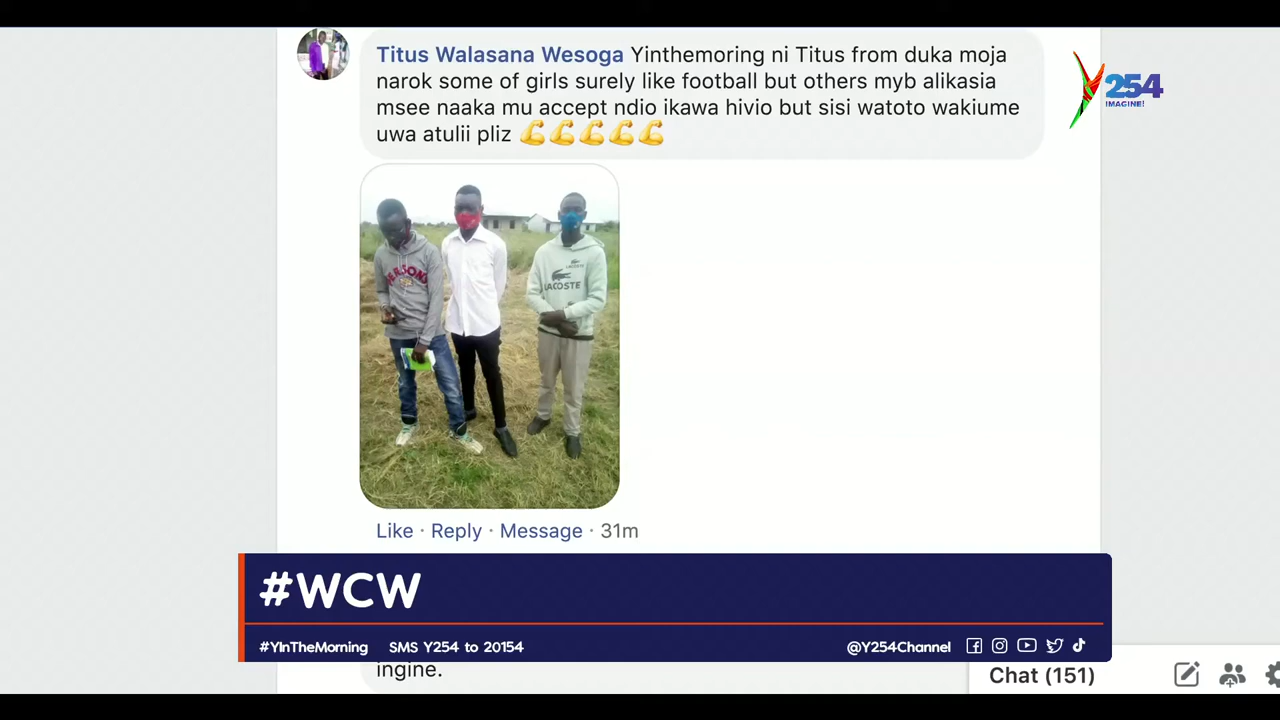 Titus Walasana Wesoga Yinthemoring ni Titus from duka moja
narok some of girls surely like football but others myb alikasia
nsee naaka mu accept ndio ikawa hivio but sisi watoto wakiume
uwa atulii pliz 💪💪💪💪💪
Y254
IMAGINE!
PERSONS
LACOSTE
LACOSTE
Like · Reply · Message · 31m
#WCW
#YInTheMorning SMS Y254 to 20154 @Y254Channel
ingine.
Chat (151)